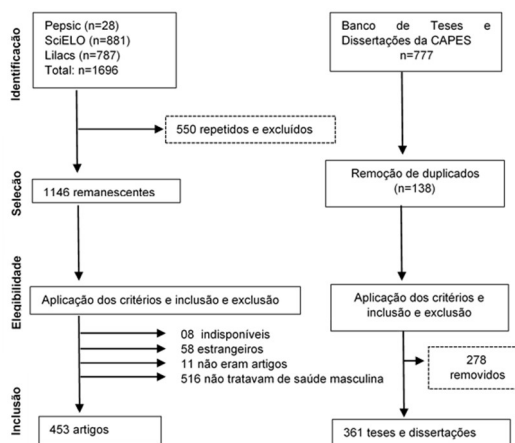 Identificação
Pepsic (n=28)
SciELO (n=881)
Lilacs (n=787)
Total: n=1696
Banco de Teses e
Dissertações da CAPES
n=777
550 repetidos e excluídos
Seleção
1146 remanescentes
Remoção de duplicados
(n=138)
Elegibilidade
Aplicação dos critérios e inclusão e exclusão
Aplicação dos critérios e
inclusão e exclusão
08 indisponíveis
58 estrangeiros
11 não eram artigos
516 não tratavam de saúde masculina
278
removidos
Inclusão
453 artigos
361 teses e dissertações